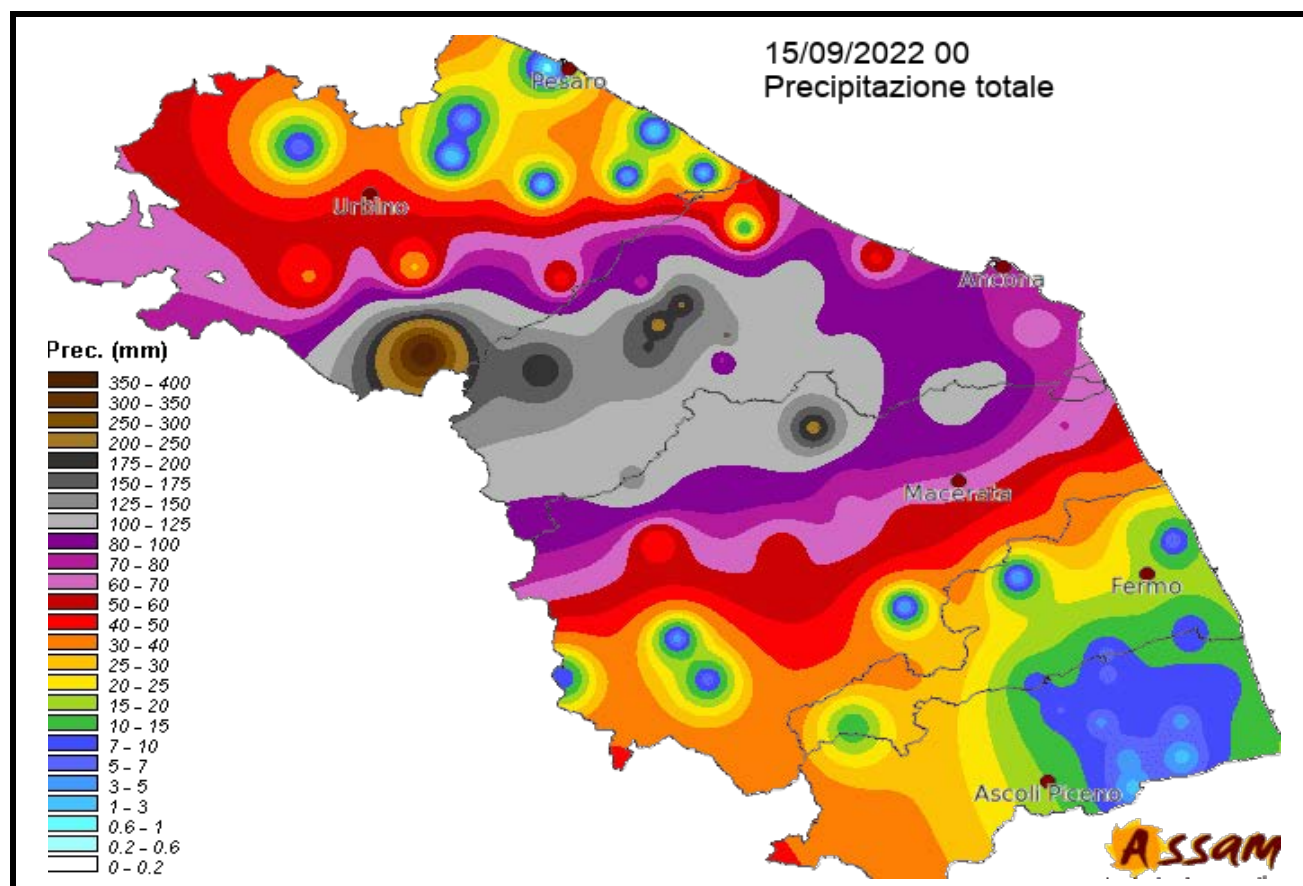 15/09/2022 00
Precipitazione totale
Pesaro
Urbino
Ancona
Macerata
Fermo
Ascoli Piceno
Prec. (mm)
350 - 400
300 - 350
250 - 300
200 - 250
175 - 200
150 - 175
125 - 150
100 - 125
80 - 100
70 - 80
60 - 70
50 - 60
40 - 50
30 - 40
25 - 30
20 - 25
15 - 20
10 - 15
7 - 10
5 - 7
3 - 5
1 - 3
0.6 - 1
0.2 - 0.6
0 - 0.2
Assam